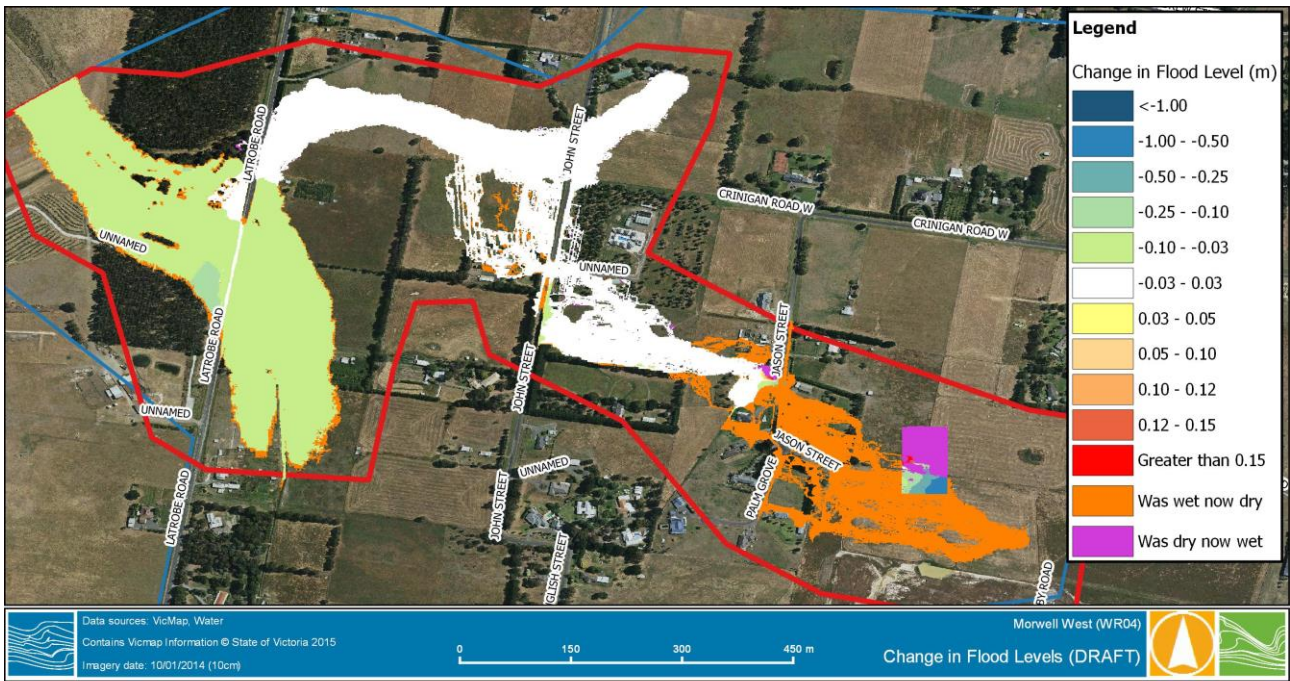 Legend
Change in Flood Level (m)
<-1.00
-1.00 - -0.50
-0.50 - -0.25
-0.25 - -0.10
-0.10 - -0.03
-0.03 - 0.03
0.03 - 0.05
0.05 - 0.10
0.10 - 0.12
0.12 - 0.15
Greater than 0.15
Was wet now dry
Was dry now wet
LATROBE ROAD
JOHN STREET
CRINIGAN ROAD W
CRINIGAN ROAD W
UNNAMED
UNNAMED
LATROBE ROAD
JASON STREET
JOHN STREET
UNNAMED
JASON STREET
UNNAMED
PALM GROVE
LATROBE ROAD
JOHN STREET
GLISH STREET
BY ROAD
Data sources: VicMap, Water
Contains Vicmap Information © State of Victoria 2015
Imagery date: 10/01/2014 (10cm)
0 150 300 450 m
Morwell West (WR04)
Change in Flood Levels (DRAFT)